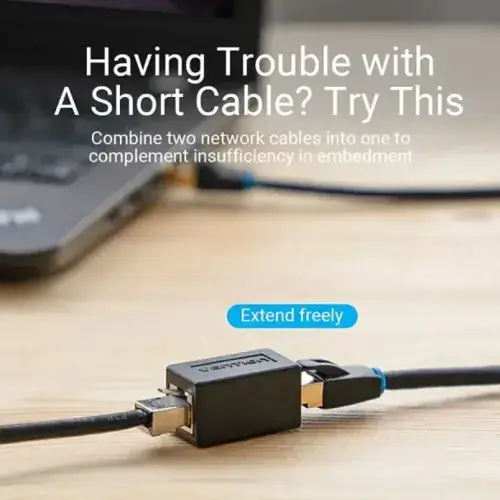 Having Trouble with
A Short Cable? Try This
Combine two network cables into one to
complement insufficiency in embedment
Extend freely